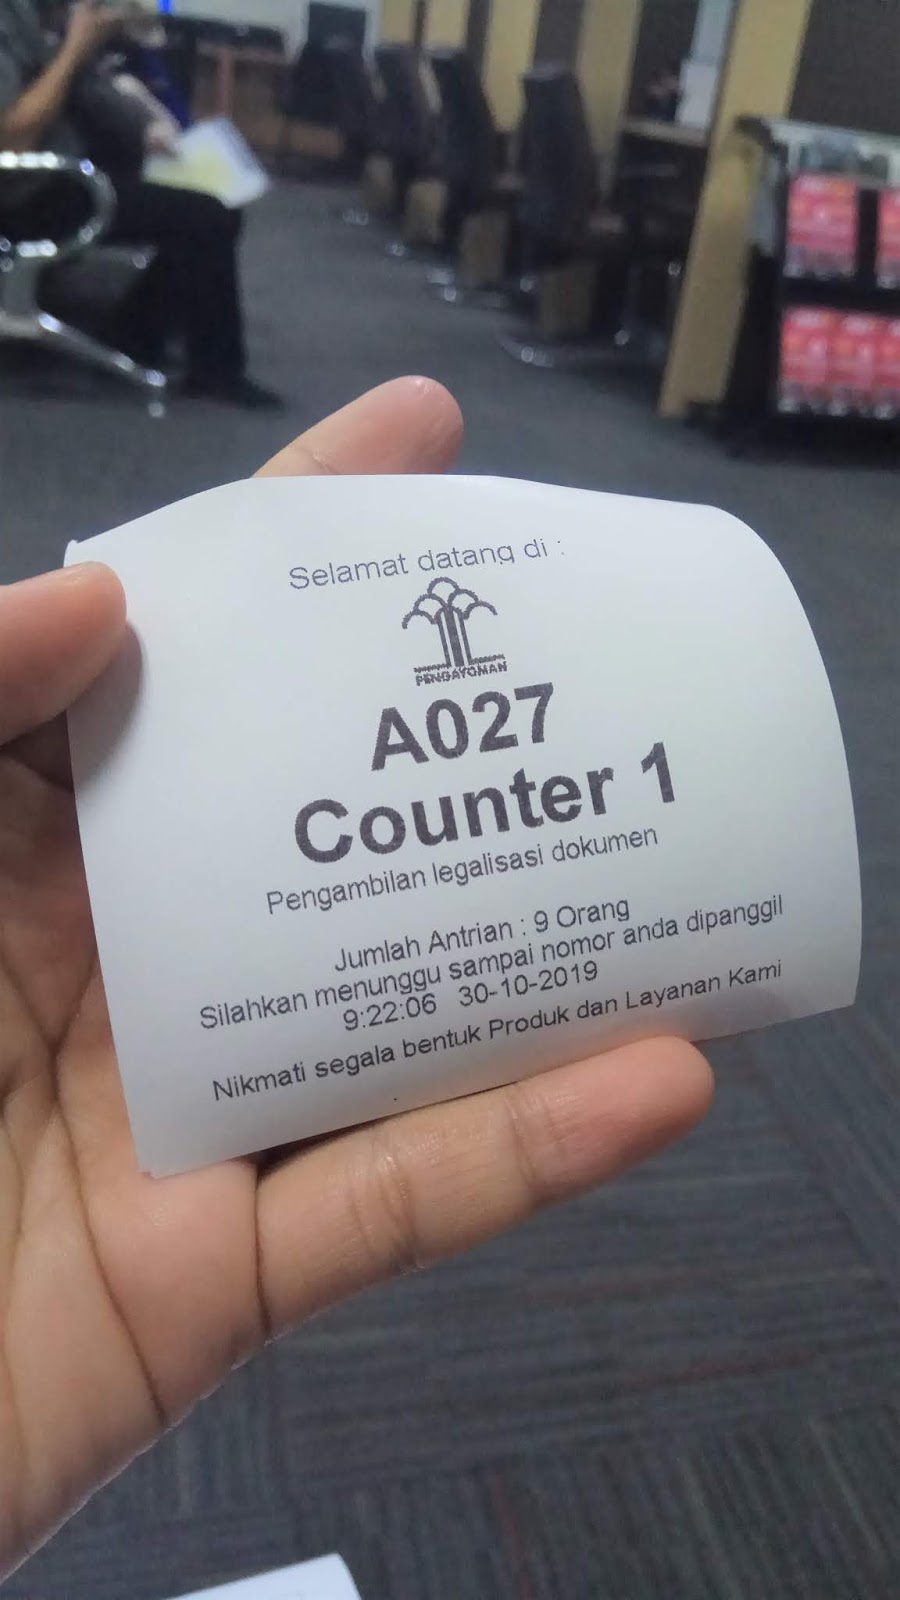 Selamat datang di :
PENGAYOMAN
A027
Counter 1
Pengambilan legalisasi dokumen
Jumlah Antrian : 9 Orang
Silahkan menunggu sampai nomor anda dipanggil
9:22:06 30-10-2019
Nikmati segala bentuk Produk dan Layanan Kami